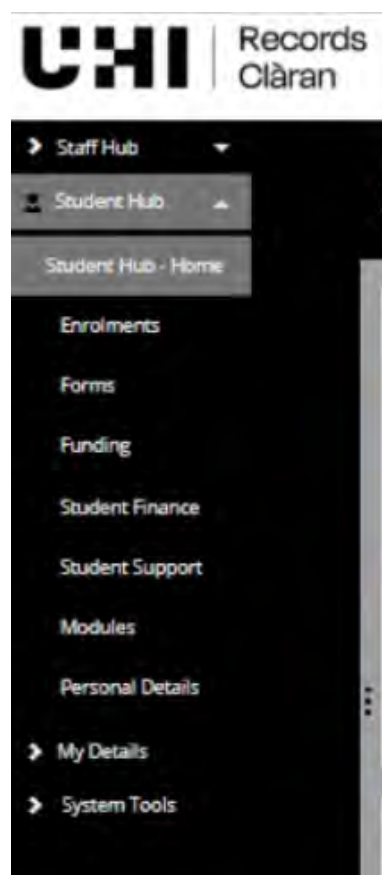 UHI
Records
Clàran
Staff Hub
Student Hub
Student Hub - Home
Enrolments
Forms
Funding
Student Finance
Student Support
Modules
Personal Details
My Details
System Tools